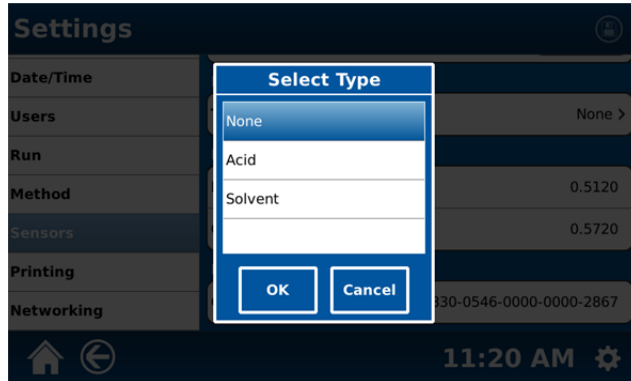 Settings
Date/Time
Users
Run
Method
Sensors
Printing
Networking
None >
0.5120
0.5720
330-0546-0000-0000-2867
Select Type
None
Acid
Solvent
OK
Cancel
11:20 AM